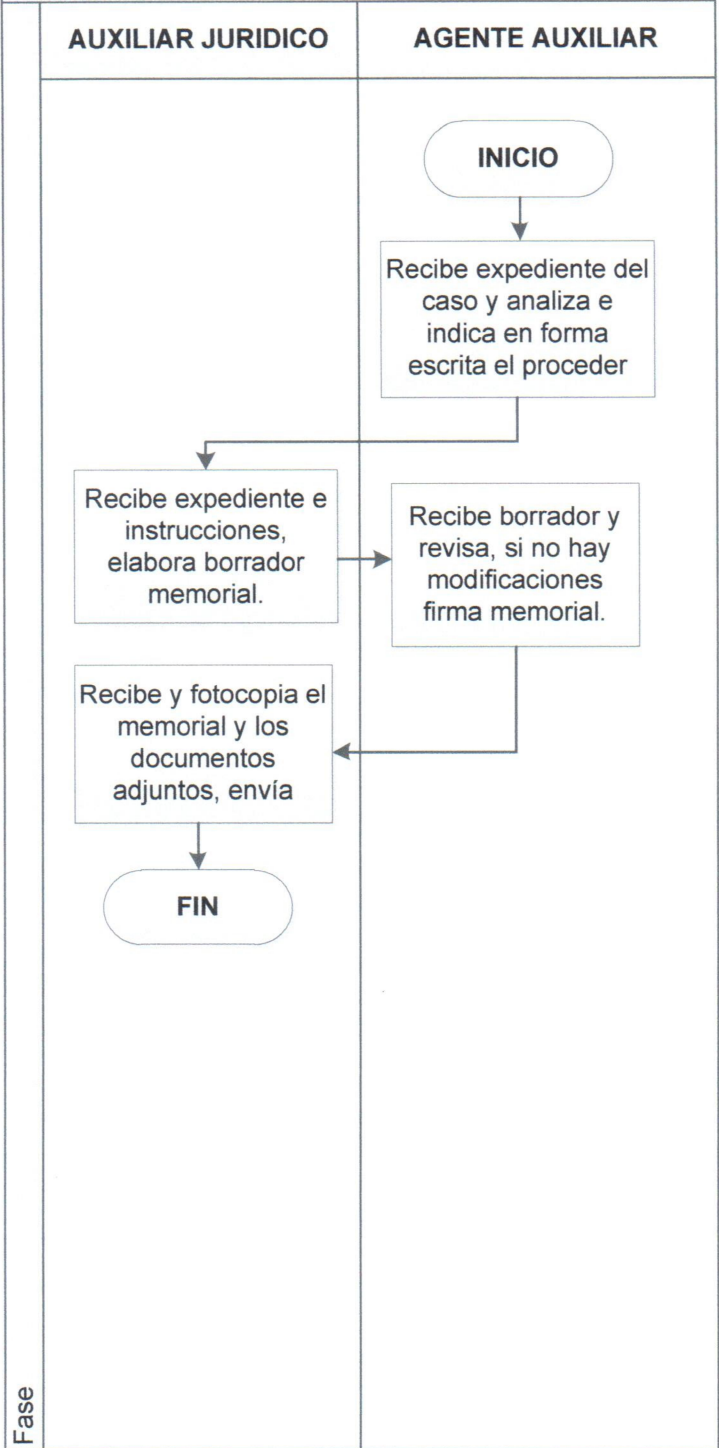 AUXILIAR JURIDICO
AGENTE AUXILIAR
INICIO
Recibe expediente del
caso y analiza e
indica en forma
escrita el proceder
Recibe expediente e
instrucciones,
elabora borrador
memorial.
Recibe borrador y
revisa, si no hay
modificaciones
firma memorial.
Recibe y fotocopia el
memorial y los
documentos
adjuntos, envía
FIN
Fase